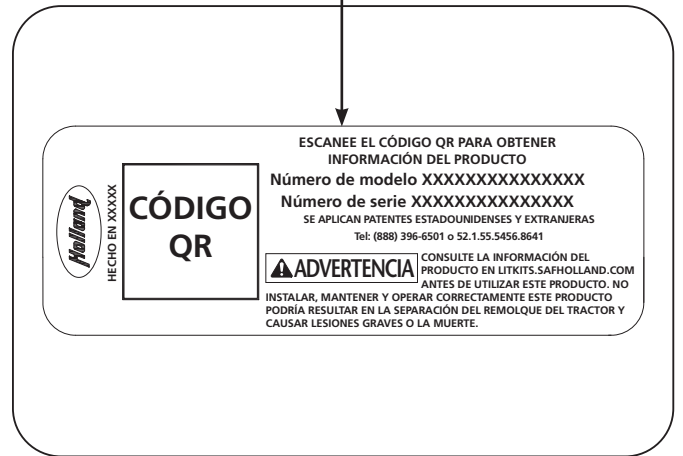 ESCANEE EL CÓDIGO QR PARA OBTENER
INFORMACIÓN DEL PRODUCTO
Número de modelo XXXXXXXXXXXXXXX
Número de serie XXXXXXXXXXXXXXX
SE APLICAN PATENTES ESTADOUNIDENSES Y EXTRANJERAS
Tel: (888) 396-6501 o 52.1.55.5456.8641
Holland
HECHO EN XXXXX
CÓDIGO
QR
ADVERTENCIA
CONSULTE LA INFORMACIÓN DEL
PRODUCTO EN LITKITS.SAFHOLLAND.COM
ANTES DE UTILIZAR ESTE PRODUCTO. NO
INSTALAR, MANTENER Y OPERAR CORRECTAMENTE ESTE PRODUCTO
PODRÍA RESULTAR EN LA SEPARACIÓN DEL REMOLQUE DEL TRACTOR Y
CAUSAR LESIONES GRAVES O LA MUERTE.